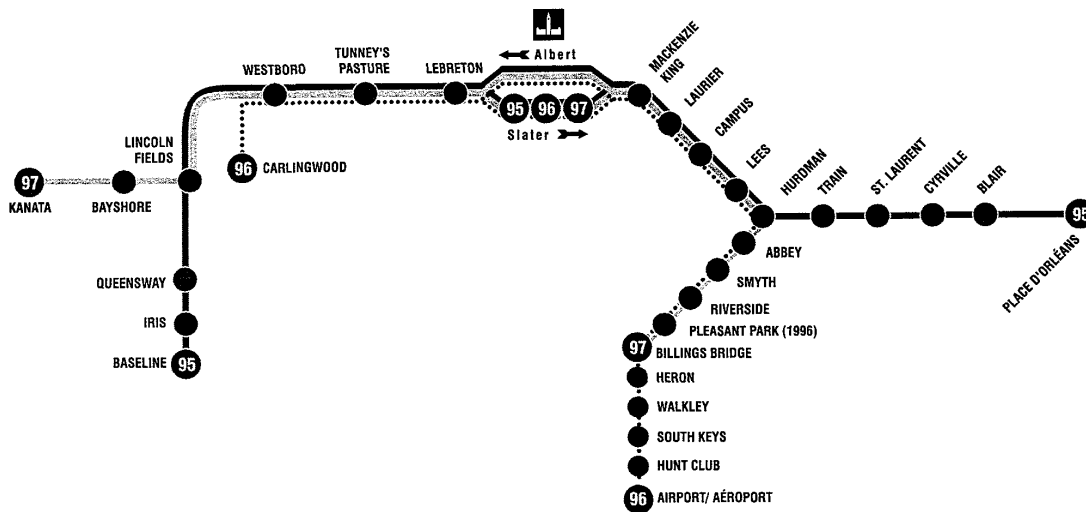 Albert
MACKENZIE
KING
TUNNEY'S
PASTURE
WESTBORO
LEBRETON
LAURIER
95 96 97
CAMPUS
Slater
LINCOLN
FIELDS
LEES
96 CARLINGWOOD
HURDMAN
TRAIN
ST. LAURENT
CYRVILLE
BLAIR
97
KANATA
BAYSHORE
95
PLACE D'ORLÉANS
ABBEY
QUEENSWAY
SMYTH
RIVERSIDE
IRIS
PLEASANT PARK (1996)
97
BILLINGS BRIDGE
BASELINE 95
HERON
WALKLEY
SOUTH KEYS
HUNT CLUB
96 AIRPORT/ AÉROPORT